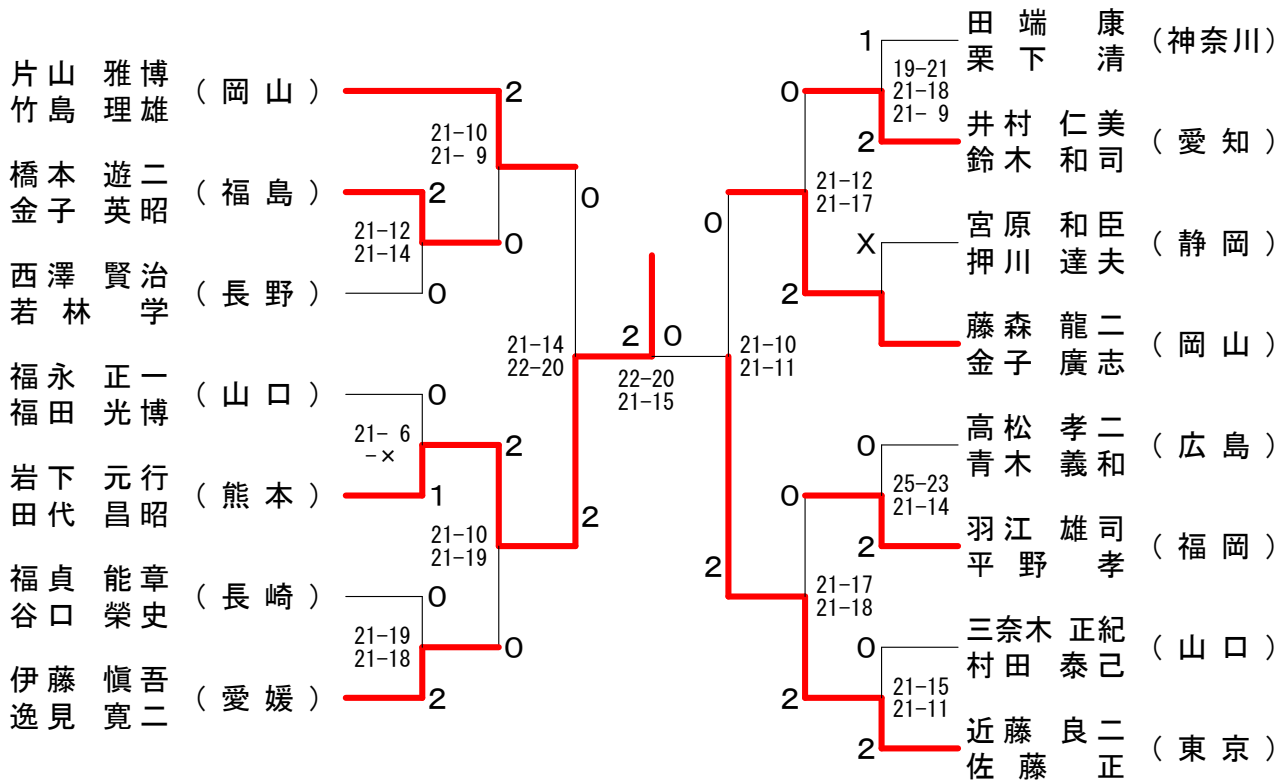 片山 雅博
竹島 理雄
(岡山)
橋本 遊二
金子 英昭
(福島)
西澤 賢治
若林 学
(長野)
福永 正一
福田 光博
(山口)
岩下 元行
田代 昌昭
(熊本)
福貞 能章
谷口 榮史
(長崎)
伊藤 愼吾
逸見 寛二
(愛媛)
2
21-10
21- 9
2
0
21-12
21-14
0
0
0
21- 6
-×
2
1
21-10
21-19
0
21-19
21-18
0
2
21-14
22-20
2
2
0
22-20
21-15
0
21-10
21-11
2
1
19-21
21-18
21- 9
0
2
21-12
21-17
X
2
0
25-23
21-14
0
2
21-17
21-18
0
21-15
21-11
2
2
田端 康
栗下 清
(神奈川)
井村 仁美
鈴木 和司
(愛知)
宮原 和臣
押川 達夫
(静岡)
藤森 龍二
金子 廣志
(岡山)
高松 孝二
青木 義和
(広島)
羽江 雄司
平野 孝
(福岡)
三奈木 正紀
村田 泰己
(山口)
近藤 良二
佐藤 正
(東京)